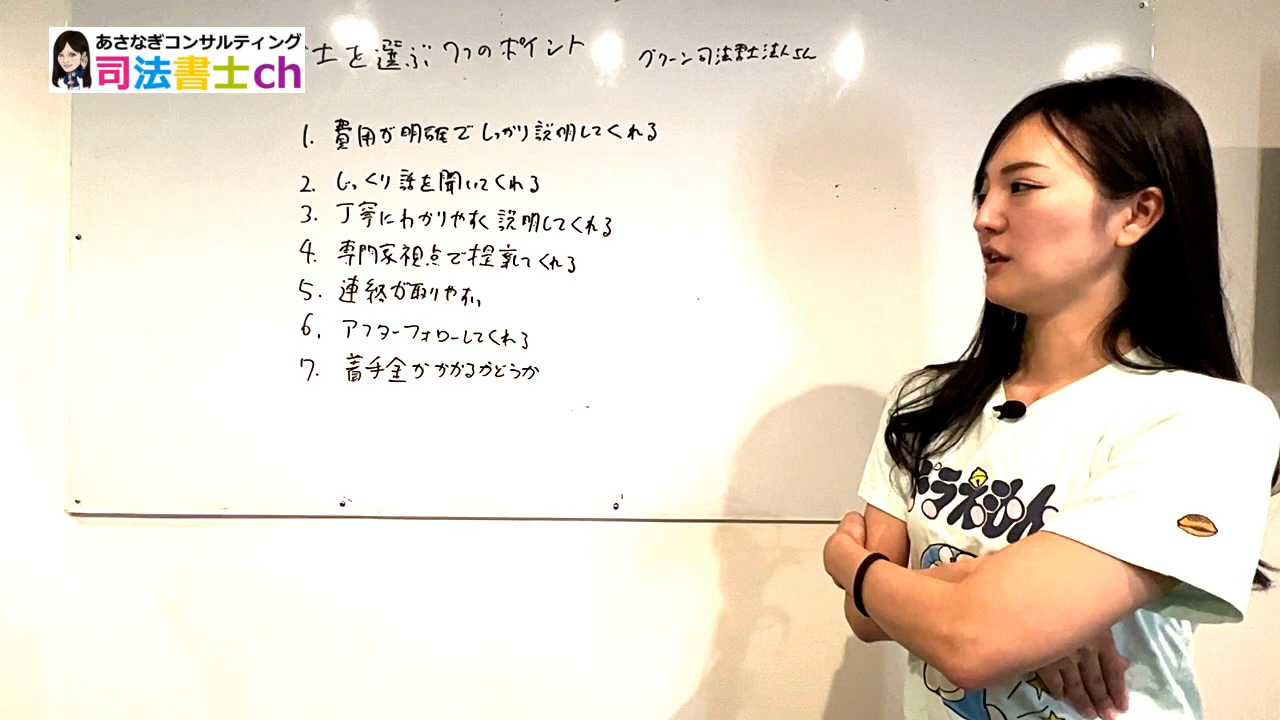 あさなぎコンサルティング
司法書士ch
士を選ぶ7つのポイント
グリーン司法書士法人さん
1. 費用が明確でしっかり説明してくれる
2. じっくり話を聞いてくれる
3. 丁寧にわかりやすく説明してくれる
4. 専門家視点で提案してくれる
5. 連絡が取りやすい
6. アフターフォローしてくれる
7. 着手金がかかるかどうか
ドラえもん